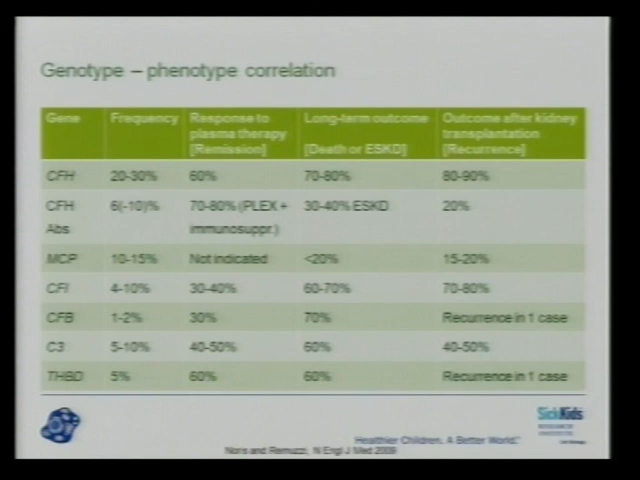 Genotype – phenotype correlation
Gene Frequency Response to plasma therapy [Remission] Long-term outcome [Death or ESKD] Outcome after kidney transplantation [Recurrence]
CFH 20-30% 60% 70-80% 80-90%
CFH Abs 6(-10)% 70-80% (PLEX + immunosuppr.) 30-40% ESKD 20%
MCP 10-15% Not indicated <20% 15-20%
CFI 4-10% 30-40% 60-70% 70-80%
CFB 1-2% 30% 70% Recurrence in 1 case
C3 5-10% 40-50% 60% 40-50%
THBD 5% 60% 60% Recurrence in 1 case
SickKids
RESEARCH
INSTITUTE
Healthier Children. A Better World.™
Noris and Remuzzi, N Engl J Med 2009